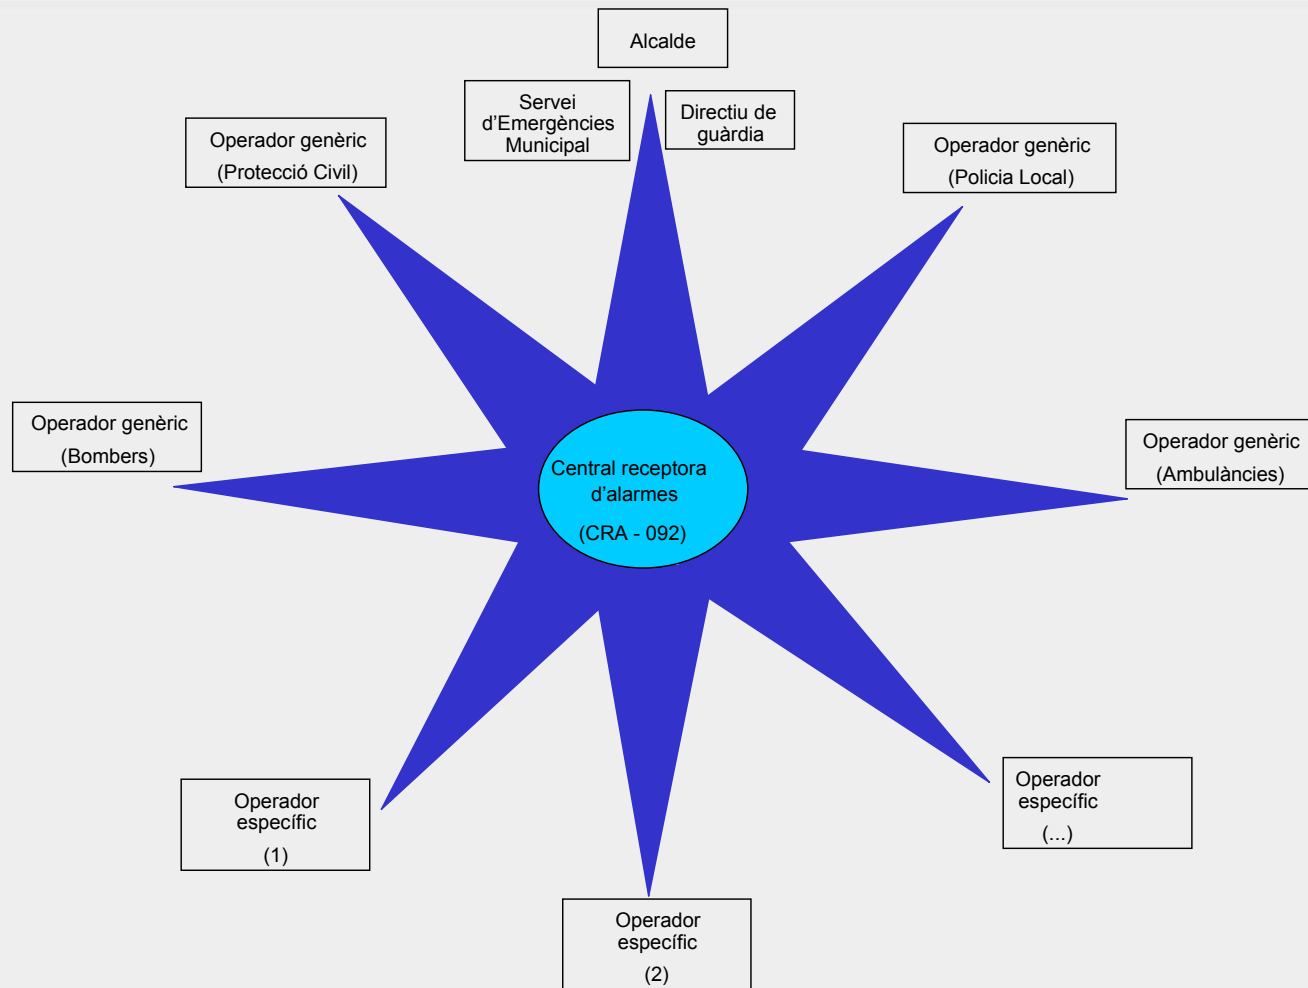 Alcalde
Servei
d’Emergències
Municipal
Directiu de
guàrdia
Operador genèric
(Protecció Civil)
Operador genèric
(Policia Local)
Operador genèric
(Bombers)
Operador genèric
(Ambulàncies)
Central receptora
d’alarmes
(CRA - 092)
Operador
específic
(1)
Operador
específic
(...)
Operador
específic
(2)